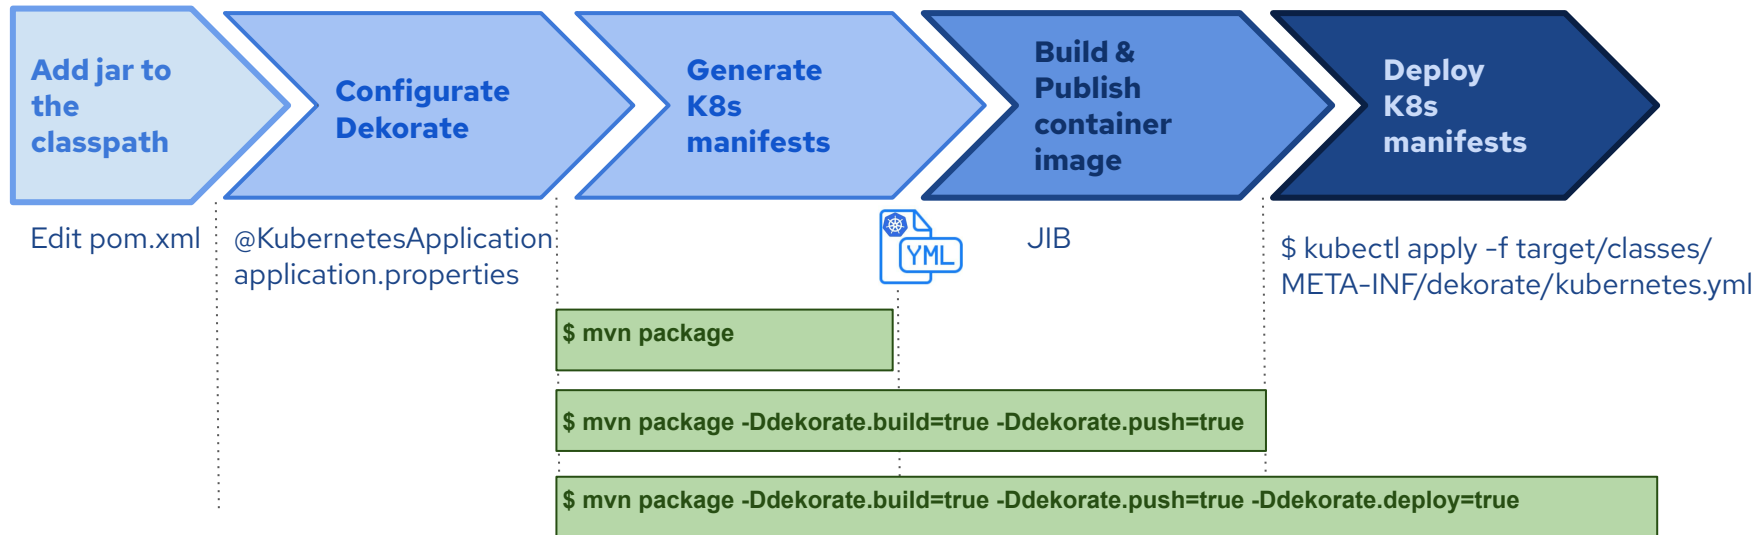 Add jar to
the
classpath
Configurate
Dekorate
Generate
K8s
manifests
Build &
Publish
container
image
Deploy
K8s
manifests
Edit pom.xml
@KubernetesApplication
application.properties
YML
JIB
$ kubectl apply -f target/classes/
META-INF/dekorate/kubernetes.yml
$ mvn package
$ mvn package -Ddekorate.build=true -Ddekorate.push=true
$ mvn package -Ddekorate.build=true -Ddekorate.push=true -Ddekorate.deploy=true